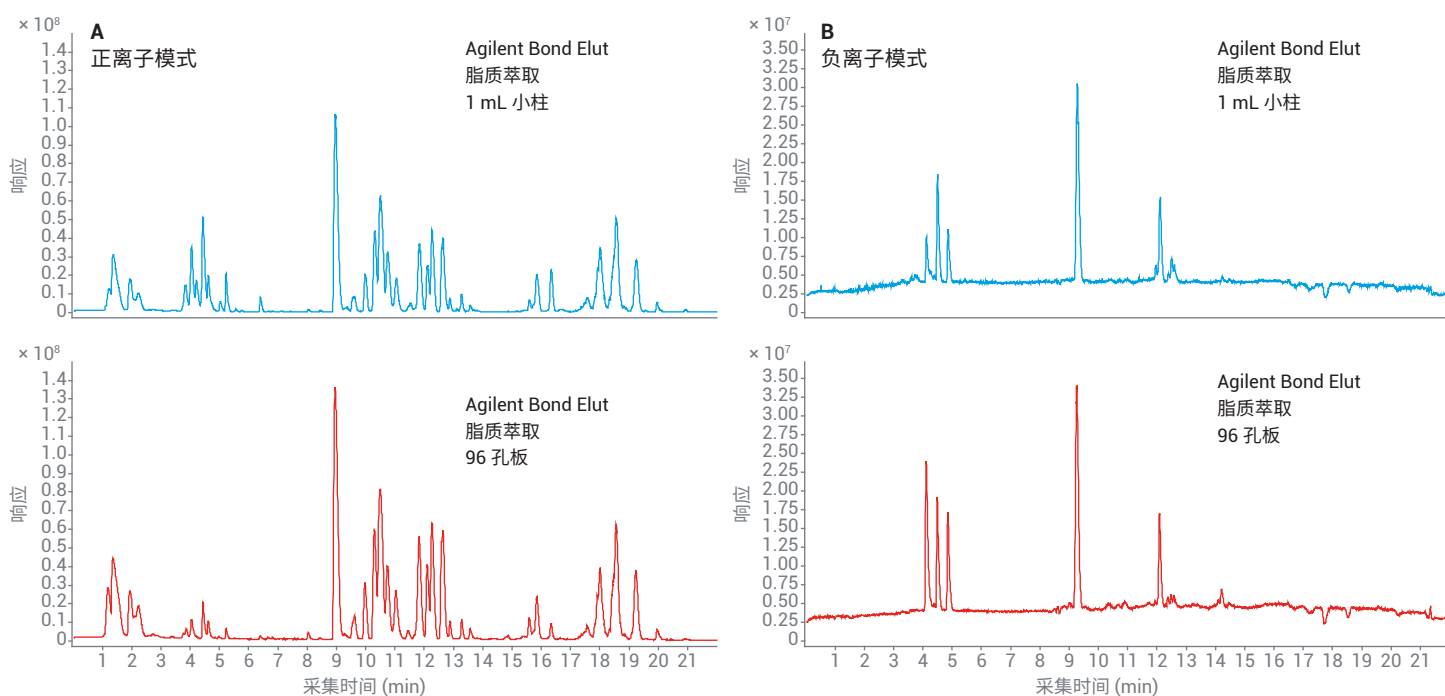 A
正离子模式
× 10⁸
Agilent Bond Elut
脂质萃取
1 mL 小柱
响应
1.4
1.3
1.2
1.1
1.0
0.9
0.8
0.7
0.6
0.5
0.4
0.3
0.2
0.1
0
B
负离子模式
× 10⁷
Agilent Bond Elut
脂质萃取
1 mL 小柱
响应
3.50
3.25
3.00
2.75
2.50
2.25
2.00
1.75
1.50
1.25
1.00
0.75
0.50
0.25
0
× 10⁸
Agilent Bond Elut
脂质萃取
96 孔板
响应
1.4
1.3
1.2
1.1
1.0
0.9
0.8
0.7
0.6
0.5
0.4
0.3
0.2
0.1
0
1 2 3 4 5 6 7 8 9 10 11 12 13 14 15 16 17 18 19 20 21
采集时间 (min)
× 10⁷
Agilent Bond Elut
脂质萃取
96 孔板
响应
3.50
3.25
3.00
2.75
2.50
2.25
2.00
1.75
1.50
1.25
1.00
0.75
0.50
0.25
0
1 2 3 4 5 6 7 8 9 10 11 12 13 14 15 16 17 18 19 20 21
采集时间 (min)